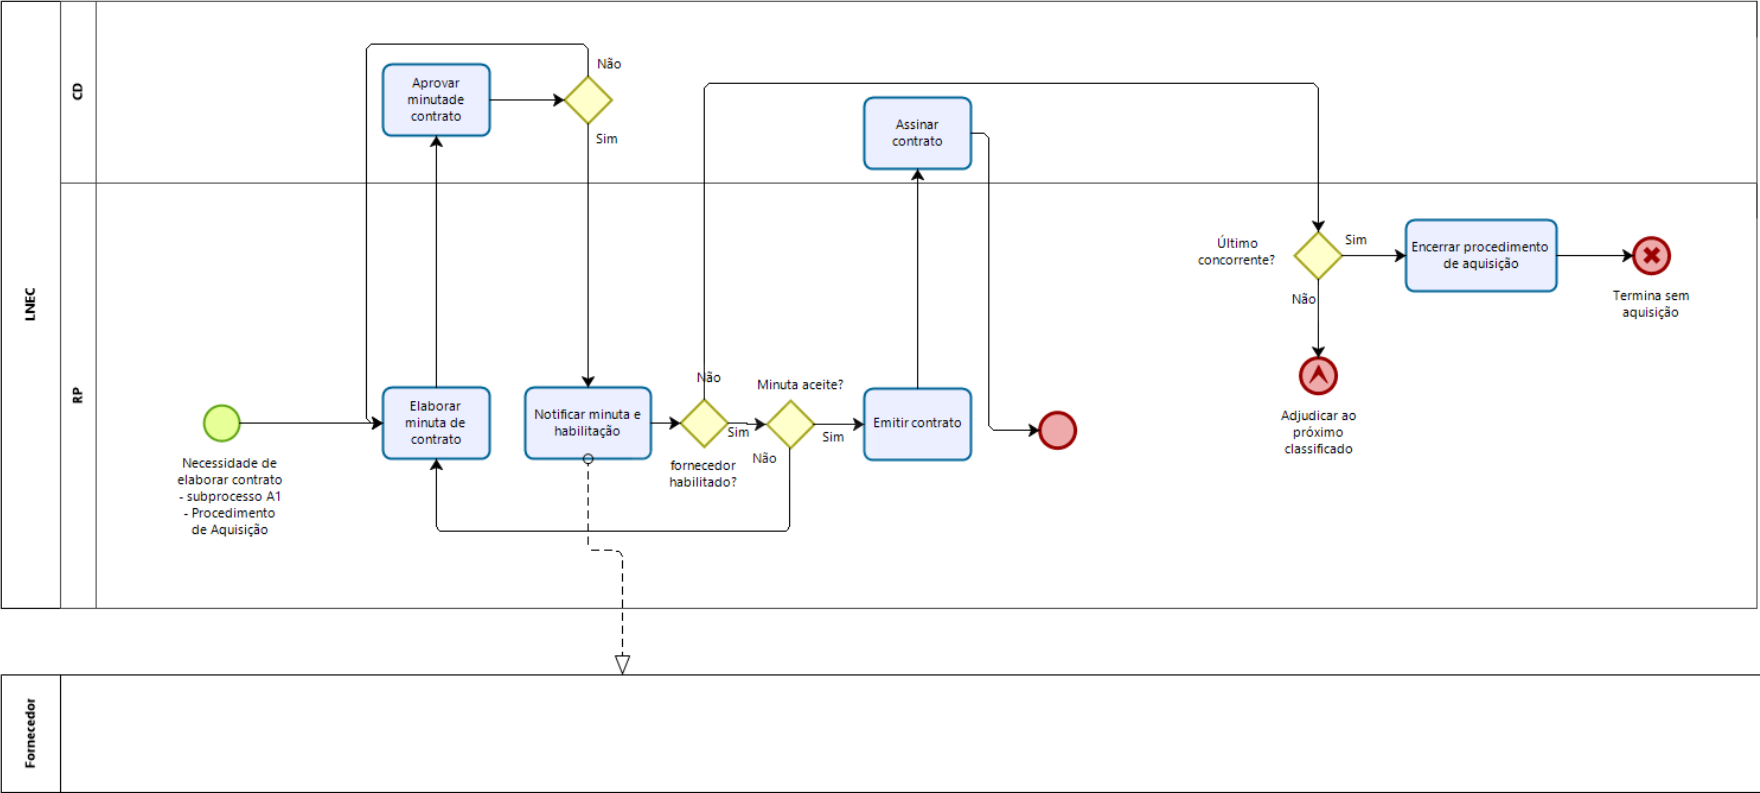 LNEC
CD
Aprovar
minutade
contrato
Não
Sim
Assinar
contrato
RP
Necessidade de
elaborar contrato
- subprocesso A1
- Procedimento
de Aquisição
Elaborar
minuta de
contrato
Notificar minuta e
habilitação
Não
Sim
fornecedor
habilitado?
Minuta aceite?
Sim
Não
Emitir contrato
Último
concorrente?
Sim
Não
Encerrar procedimento
de aquisição
Termina sem
aquisição
Adjudicar ao
próximo
classificado
Fornecedor